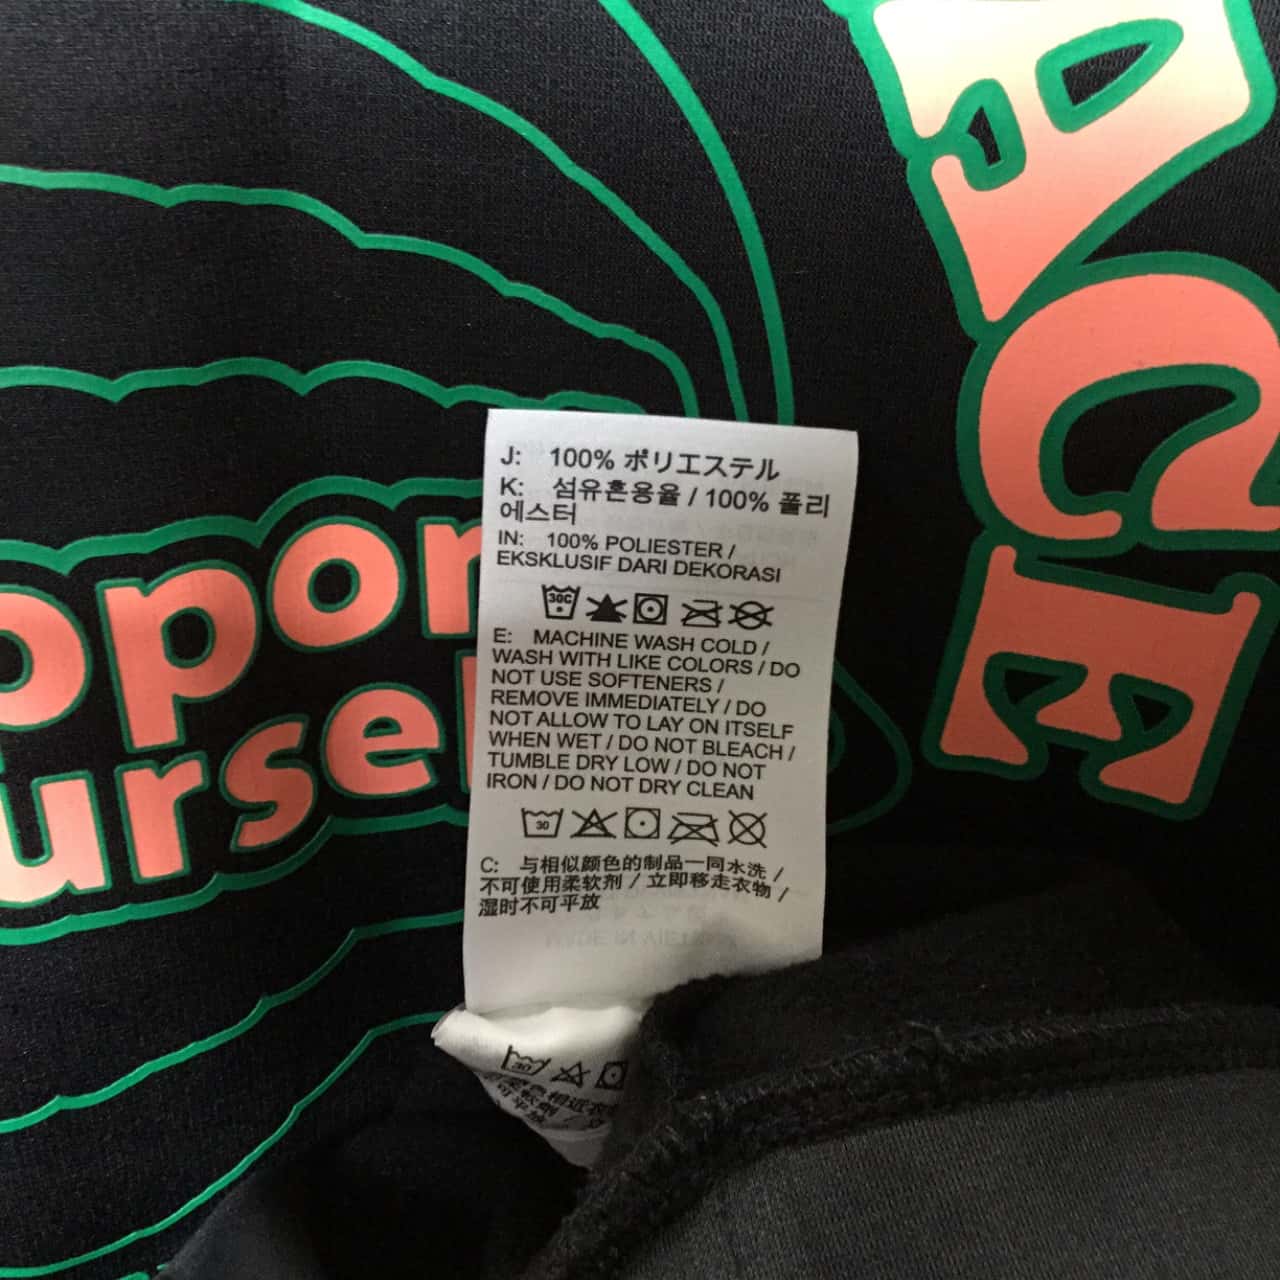 J: 100% ポリエステル
K: 섬유혼용율 / 100% 폴리
에스터
IN: 100% POLIESTER /
EKSKLUSIF DARI DEKORASI
30C
E: MACHINE WASH COLD /
WASH WITH LIKE COLORS / DO
NOT USE SOFTENERS /
REMOVE IMMEDIATELY / DO
NOT ALLOW TO LAY ON ITSELF
WHEN WET / DO NOT BLEACH /
TUMBLE DRY LOW / DO NOT
IRON / DO NOT DRY CLEAN
30
C: 与相似颜色的制品一同水洗 /
不可使用柔软剂 / 立即移走衣物 /
湿时不可平放
30
ACE